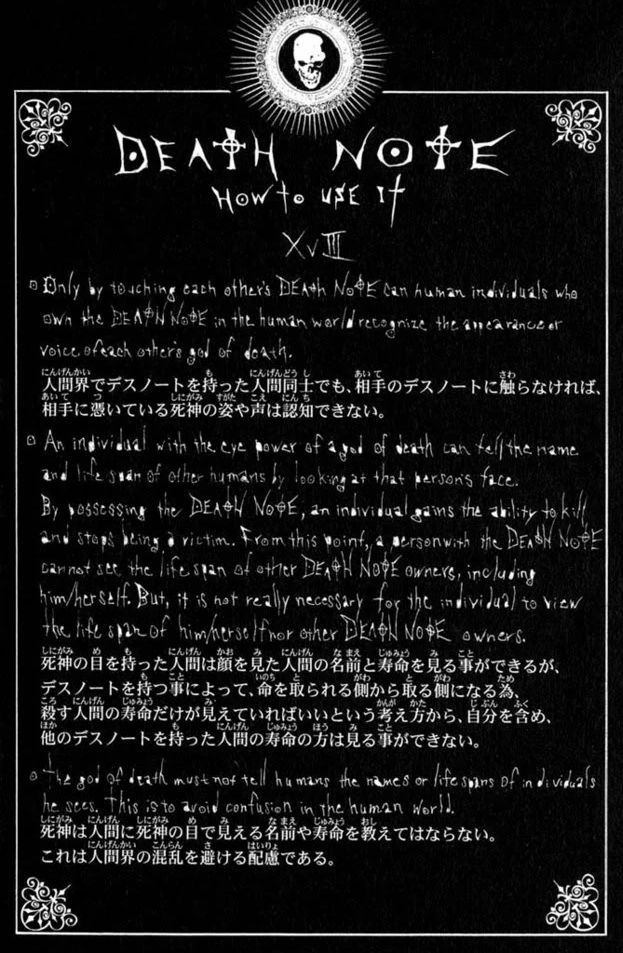 DEATH NOTE
HOW to USE It
XVIII
Only by touching each other's DEATH NOTE can human individuals who
own the DEATH NOTE in the human world recognize the appearance or
voice of each other's god of death.
人間界でデスノートを持った人間同士でも、相手のデスノートに触らなければ、
相手に憑いている死神の姿や声は認知できない。
An individual with the eye power of a god of death can tell the name
and life span of other humans by looking at that person's face.
By possessing the DEATH NOTE, an individual gains the ability to kill
and stops being a victim. From this point, a person with the DEATH NOTE
cannot see the life span of other DEATH NOTE owners, including
him/herself. But, it is not really necessary for the individual to view
the life span of him/herself nor other DEATH NOTE owners.
死神の目を持った人間は顔を見た人間の名前と寿命を見る事ができるが、
デスノートを持つ事によって、命を取られる側から取る側になる為、
殺す人間の寿命だけが見えていればいいという考え方から、自分を含め、
他のデスノートを持った人間の寿命の方は見る事ができない。
The god of death must not tell humans the names or life spans of individuals
he sees. This is to avoid confusion in the human world.
死神は人間に死神の目で見える名前や寿命を教えてはならない。
これは人間界の混乱を避ける配慮である。